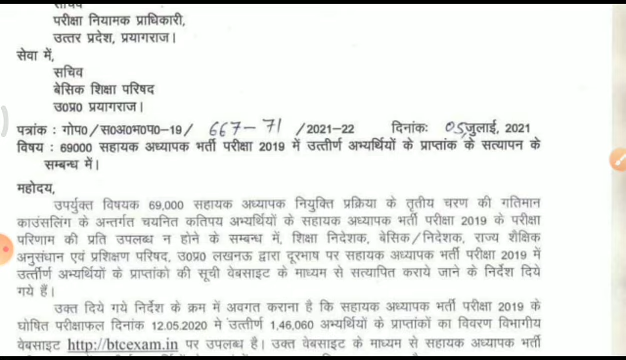 सचिव
परीक्षा नियामक प्राधिकारी,
उत्तर प्रदेश, प्रयागराज।
सेवा में,
सचिव
बेसिक शिक्षा परिषद
उ0प्र0 प्रयागराज।
पत्रांक : गोप0/स0अ0भ0प0-19/ 667-71 /2021-22 दिनांकः 05,जुलाई, 2021
विषय : 69000 सहायक अध्यापक भर्ती परीक्षा 2019 में उत्तीर्ण अभ्यर्थियों के प्राप्तांक के सत्यापन के
सम्बन्ध में।
महोदय,
उपर्युक्त विषयक 69,000 सहायक अध्यापक नियुक्ति प्रक्रिया के तृतीय चरण की गतिमान
काउंसलिंग के अन्तर्गत चयनित कतिपय अभ्यर्थियों के सहायक अध्यापक भर्ती परीक्षा 2019 के परीक्षा
परिणाम की प्रति उपलब्ध न होने के सम्बन्ध में, शिक्षा निदेशक, बेसिक/निदेशक, राज्य शैक्षिक
अनुसंधान एवं प्रशिक्षण परिषद, उ0प्र0 लखनऊ द्वारा दूरभाष पर सहायक अध्यापक भर्ती परीक्षा 2019 में
उर्त्तीर्ण अभ्यर्थियों के प्राप्तांको की सूची वेबसाइट के माध्यम से सत्यापित कराये जाने के निर्देश दिये
गये हैं।
उक्त दिये गये निर्देश के क्रम में अवगत कराना है कि सहायक अध्यापक भर्ती परीक्षा 2019 के
घोषित परीक्षाफल दिनांक 12.05.2020 मे उर्त्तीर्ण 1,46,060 अभ्यर्थियों के प्राप्तांकों का विवरण विभागीय
वेबसाइट http://btcexam.in पर उपलब्ध है। उक्त वेबसाइट के माध्यम से सहायक अध्यापक भर्ती